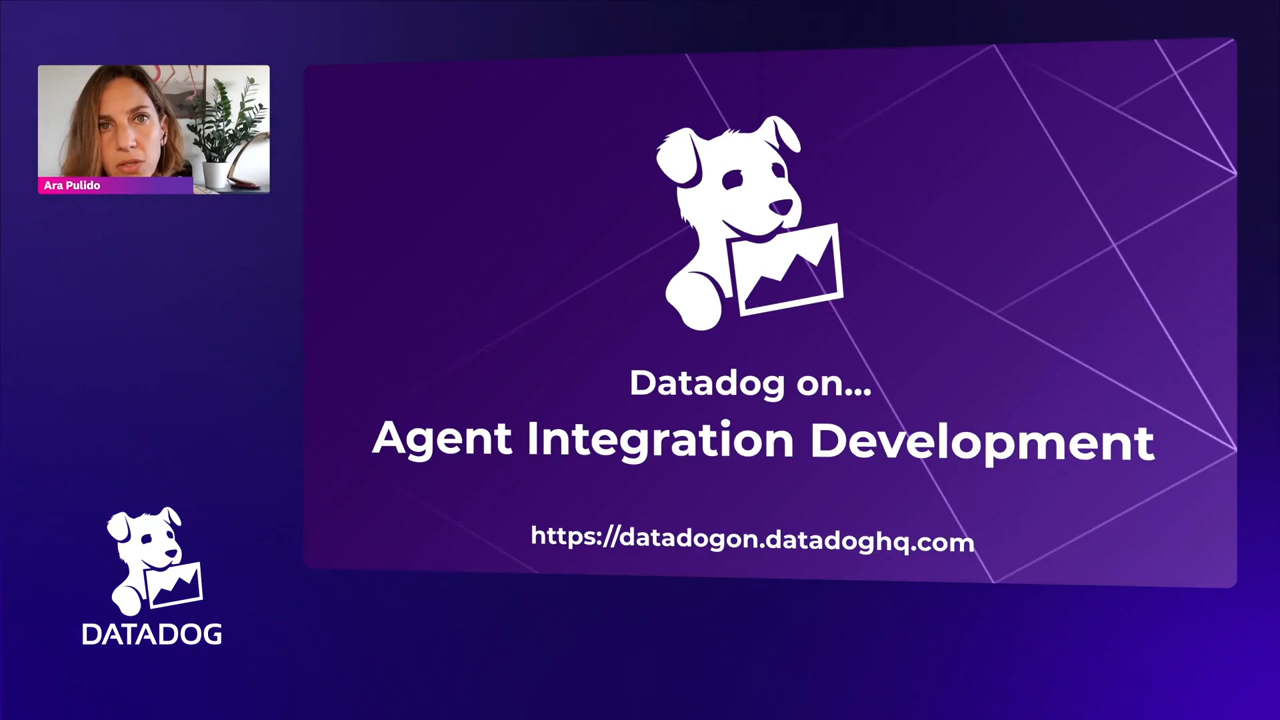 Ara Pulido
Datadog on...
Agent Integration Development
https://datadogon.datadoghq.com
DATADOG